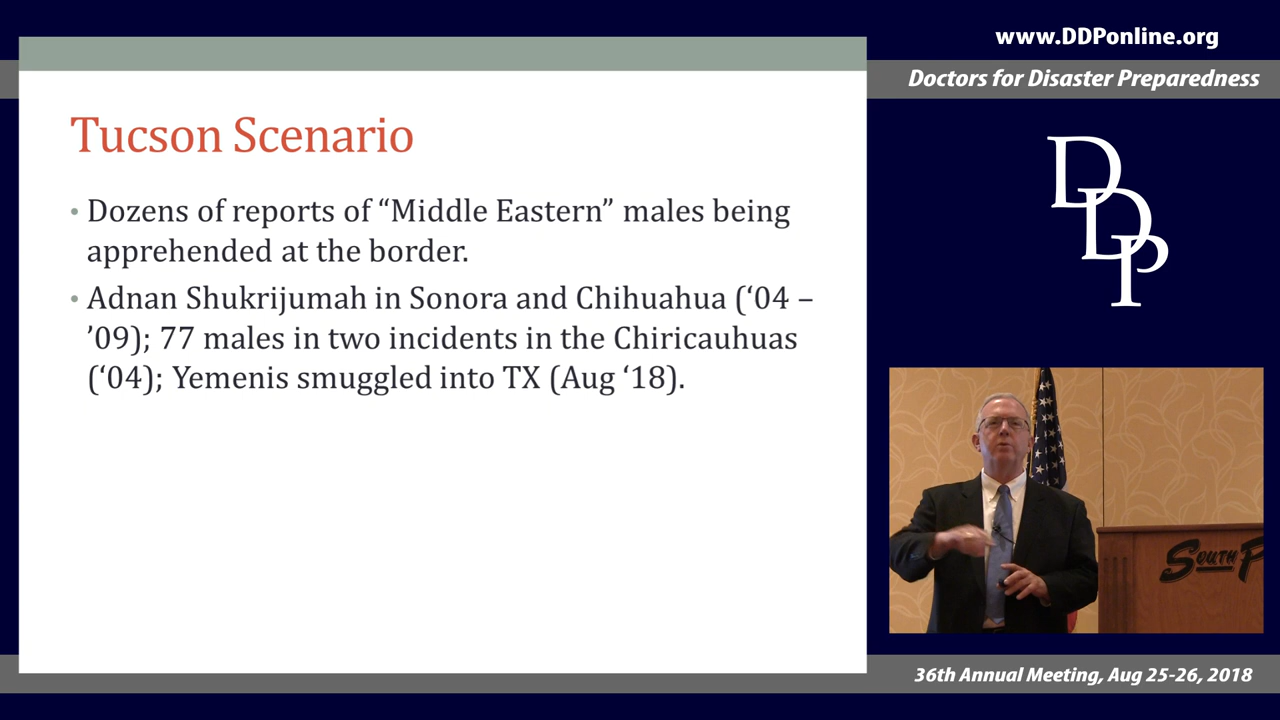 www.DDPonline.org
Doctors for Disaster Preparedness
Tucson Scenario
• Dozens of reports of “Middle Eastern” males being
apprehended at the border.
• Adnan Shukrijumah in Sonora and Chihuahua (‘04 –
’09); 77 males in two incidents in the Chiricauhuas
(‘04); Yemenis smuggled into TX (Aug ‘18).
DDP
SOUTH P
36th Annual Meeting, Aug 25-26, 2018